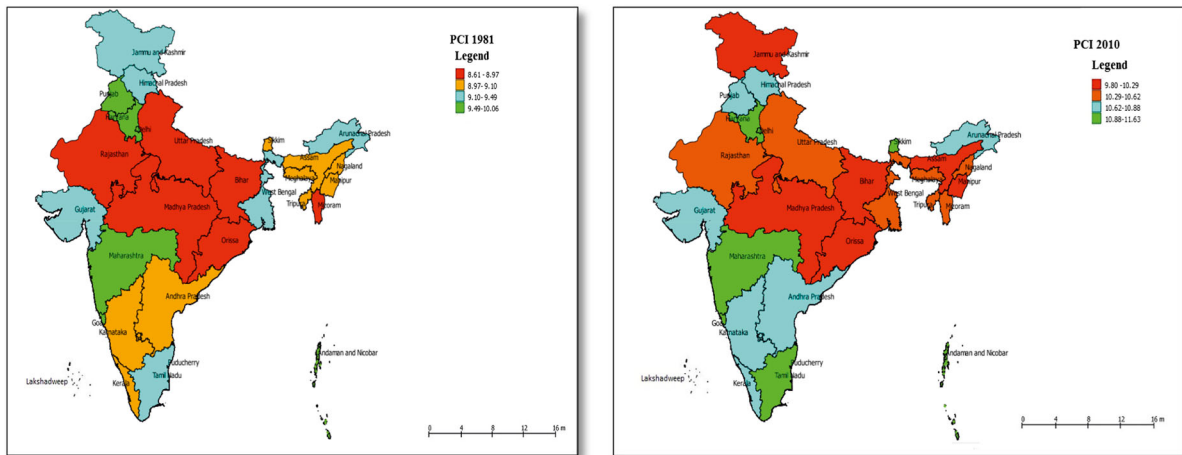 PCI 1981
Legend
8.61 - 8.97
8.97- 9.10
9.10- 9.49
9.49- 10.06
Jammu and Kashmir
Himachal Pradesh
Punjab
Haryana
Delhi
Uttar Pradesh
Rajasthan
Bihar
Sikkim
Arunachal Pradesh
Assam
Nagaland
Meghalaya
Manipur
Tripura
Mizoram
West Bengal
Gujarat
Madhya Pradesh
Orissa
Maharashtra
Andhra Pradesh
Goa
Karnataka
Puducherry
Tamil Nadu
Kerala
Lakshadweep
Andaman and Nicobar
0 4 8 12 16 m
PCI 2010
Legend
9.80 -10.29
10.29-10.62
10.62-10.88
10.88-11.63
Jammu and Kashmir
Himachal Pradesh
Punjab
Haryana
Delhi
Uttar Pradesh
Rajasthan
Bihar
Sikkim
Arunachal Pradesh
Assam
Nagaland
Meghalaya
Manipur
Tripura
Mizoram
West Bengal
Gujarat
Madhya Pradesh
Orissa
Maharashtra
Andhra Pradesh
Goa
Karnataka
Puducherry
Tamil Nadu
Kerala
Lakshadweep
Andaman and Nicobar
0 4 8 12 16 m